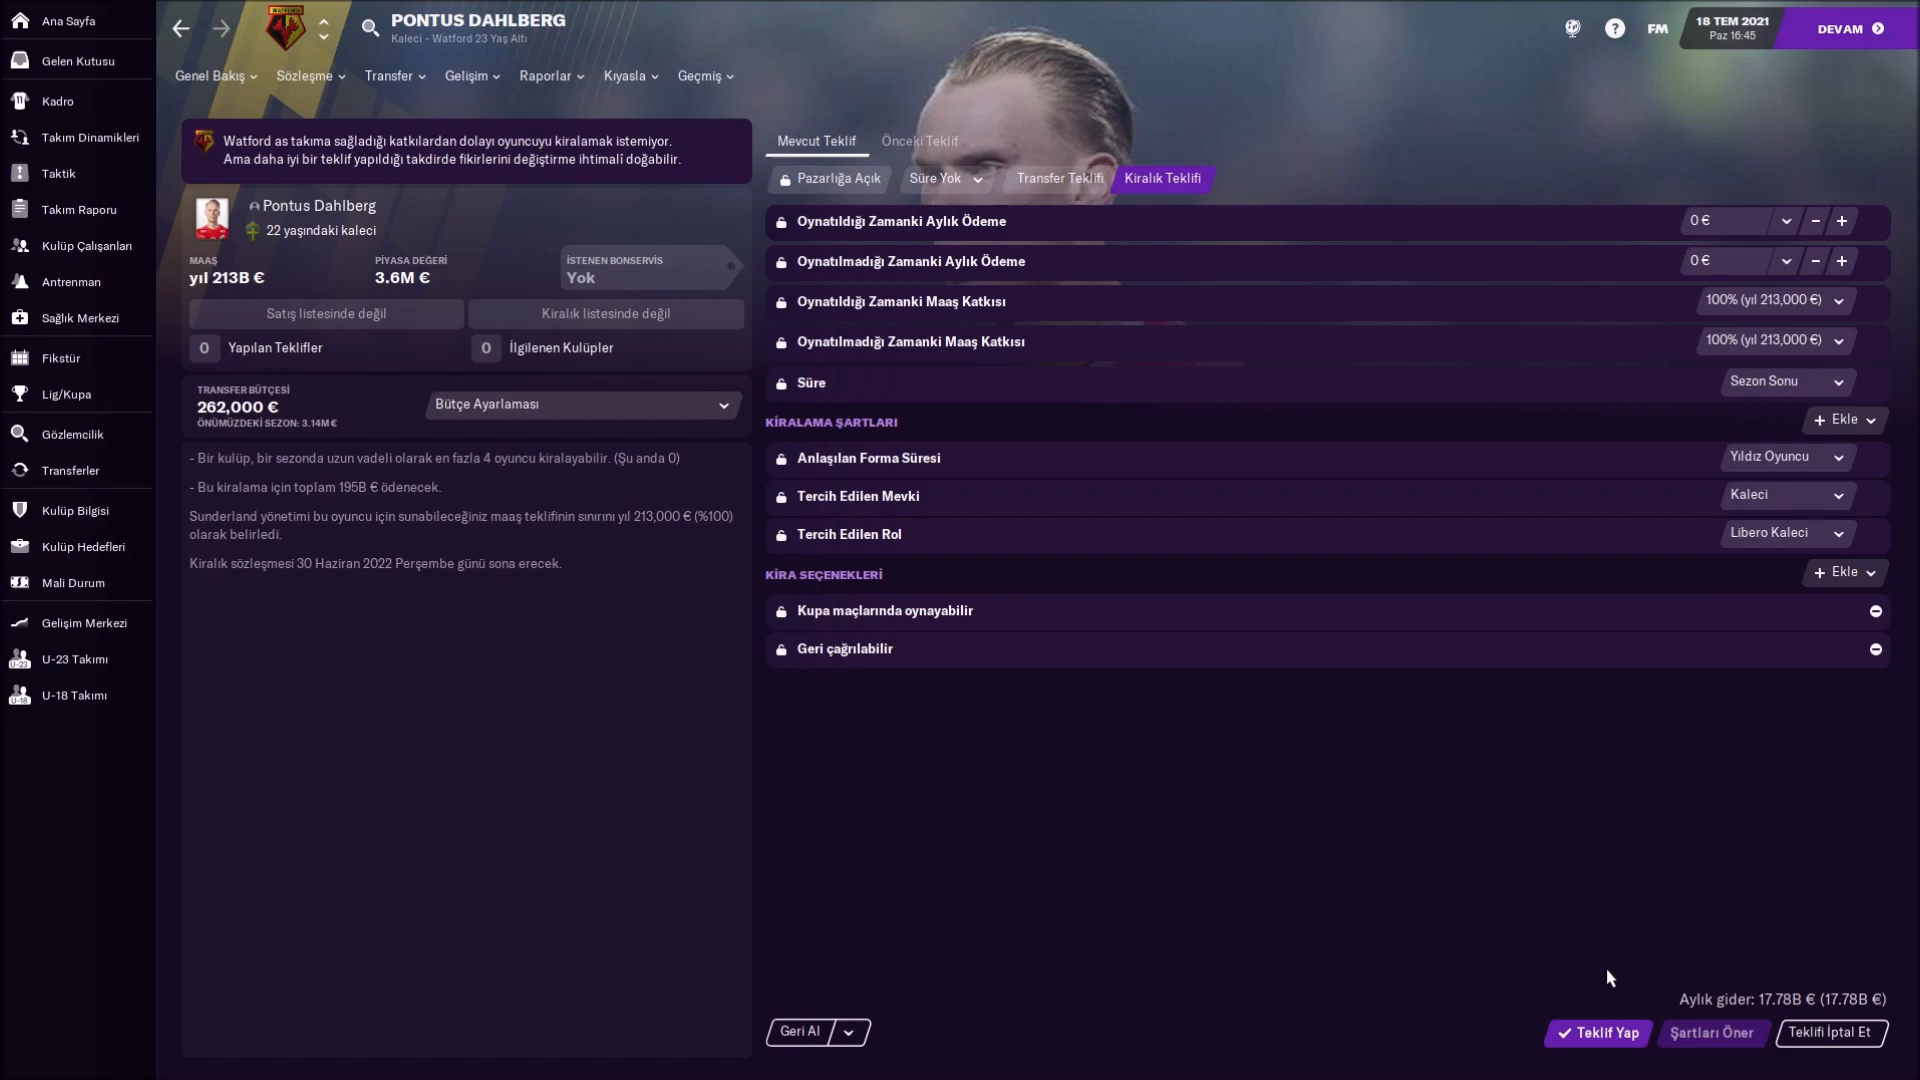 Ana Sayfa
Gelen Kutusu
Kadro
Takım Dinamikleri
Taktik
Takım Raporu
Kulüp Çalışanları
Antrenman
Sağlık Merkezi
Fikstür
Lig/Kupa
Gözlemcilik
Transferler
Kulüp Bilgisi
Kulüp Hedefleri
Mali Durum
Gelişim Merkezi
U-23 Takımı
U-18 Takımı
WATFORD
PONTUS DAHLBERG
Kaleci - Watford 23 Yaş Altı
FM
18 TEM 2021
Paz 16:45
DEVAM
Genel Bakış
Sözleşme
Transfer
Gelişim
Raporlar
Kıyasla
Geçmiş
Watford as takıma sağladığı katkılardan dolayı oyuncuyu kiralamak istemiyor.
Ama daha iyi bir teklif yapıldığı takdirde fikirlerini değiştirme ihtimali doğabilir.
Pontus Dahlberg
22 yaşındaki kaleci
MAAŞ
yıl 213B €
PİYASA DEĞERİ
3.6M €
İSTENEN BONSERVİS
Yok
Satış listesinde değil
Kiralık listesinde değil
0 Yapılan Teklifler
0 İlgilenen Kulüpler
TRANSFER BÜTÇESİ
262,000 €
ÖNÜMÜZDEKİ SEZON: 3.14M €
Bütçe Ayarlaması
- Bir kulüp, bir sezonda uzun vadeli olarak en fazla 4 oyuncu kiralayabilir. (Şu anda 0)
- Bu kiralama için toplam 195B € ödenecek.
Sunderland yönetimi bu oyuncu için sunabileceğiniz maaş teklifinin sınırını yıl 213,000 € (%100)
olarak belirledi.
Kiralık sözleşmesi 30 Haziran 2022 Perşembe günü sona erecek.
Mevcut Teklif
Önceki Teklif
Pazarlığa Açık
Süre Yok
Transfer Teklifi
Kiralık Teklifi
Oynatıldığı Zamanki Aylık Ödeme
0 €
Oynatılmadığı Zamanki Aylık Ödeme
0 €
Oynatıldığı Zamanki Maaş Katkısı
100% (yıl 213,000 €)
Oynatılmadığı Zamanki Maaş Katkısı
100% (yıl 213,000 €)
Süre
Sezon Sonu
KİRALAMA ŞARTLARI
Ekle
Anlaşılan Forma Süresi
Yıldız Oyuncu
Tercih Edilen Mevki
Kaleci
Tercih Edilen Rol
Libero Kaleci
KİRA SEÇENEKLERİ
Ekle
Kupa maçlarında oynayabilir
Geri çağrılabilir
Aylık gider: 17.78B € (17.78B €)
Geri Al
Teklif Yap
Şartları Öner
Teklifi İptal Et